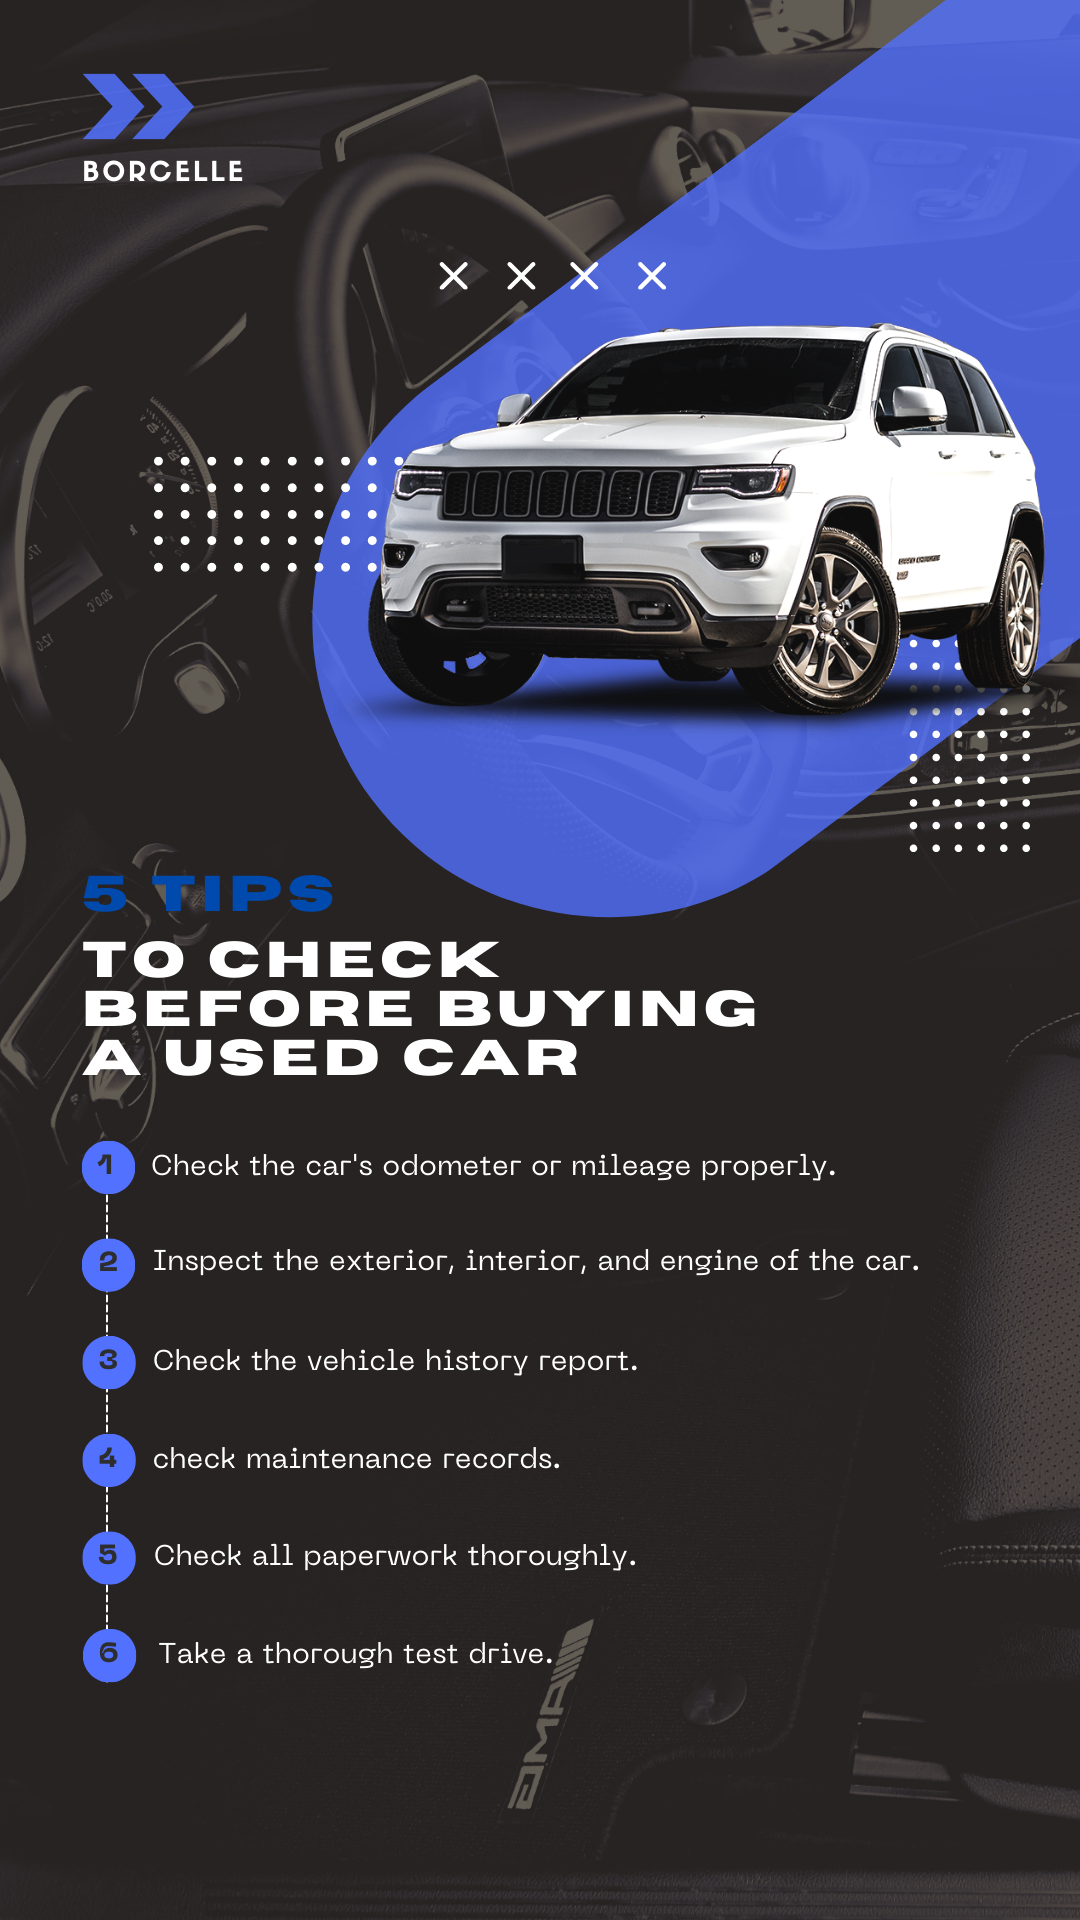 BORCELLE
5 TIPS
TO CHECK
BEFORE BUYING
A USED CAR
1 Check the car's odometer or mileage properly.
2 Inspect the exterior, interior, and engine of the car.
3 Check the vehicle history report.
4 check maintenance records.
5 Check all paperwork thoroughly.
6 Take a thorough test drive.
AMG